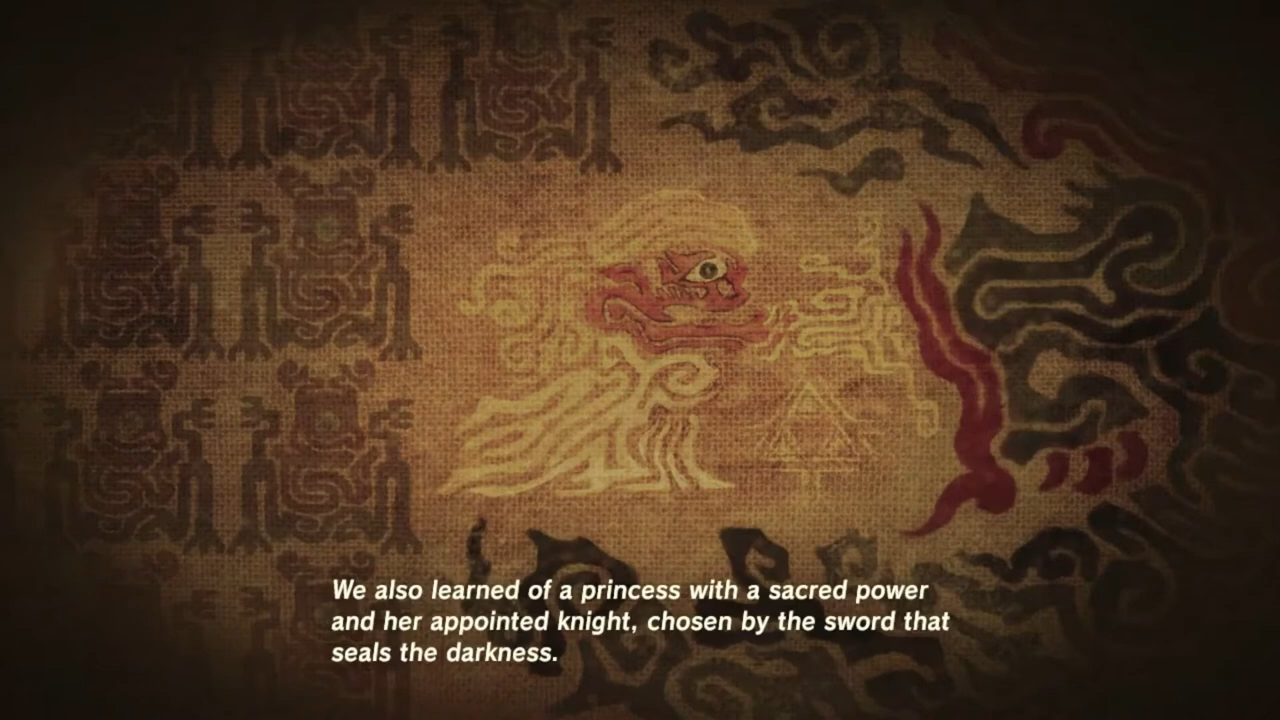 We also learned of a princess with a sacred power
and her appointed knight, chosen by the sword that
seals the darkness.